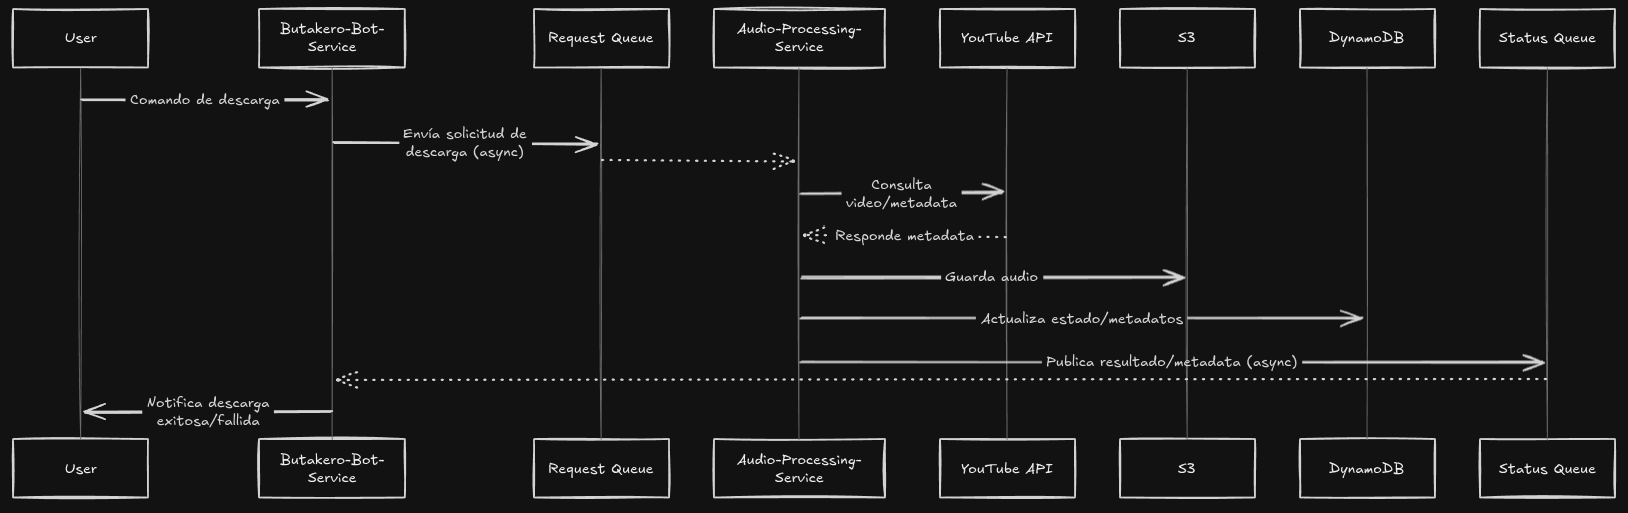 User
Butakero-Bot-
Service
Request Queue
Audio-Processing-
Service
YouTube API
S3
DynamoDB
Status Queue
Comando de descarga
Envía solicitud de
descarga (async)
Consulta
video/metadata
Responde metadata
Guarda audio
Actualiza estado/metadatos
Publica resultado/metadata (async)
Notifica descarga
exitosa/fallida
User
Butakero-Bot-
Service
Request Queue
Audio-Processing-
Service
YouTube API
S3
DynamoDB
Status Queue